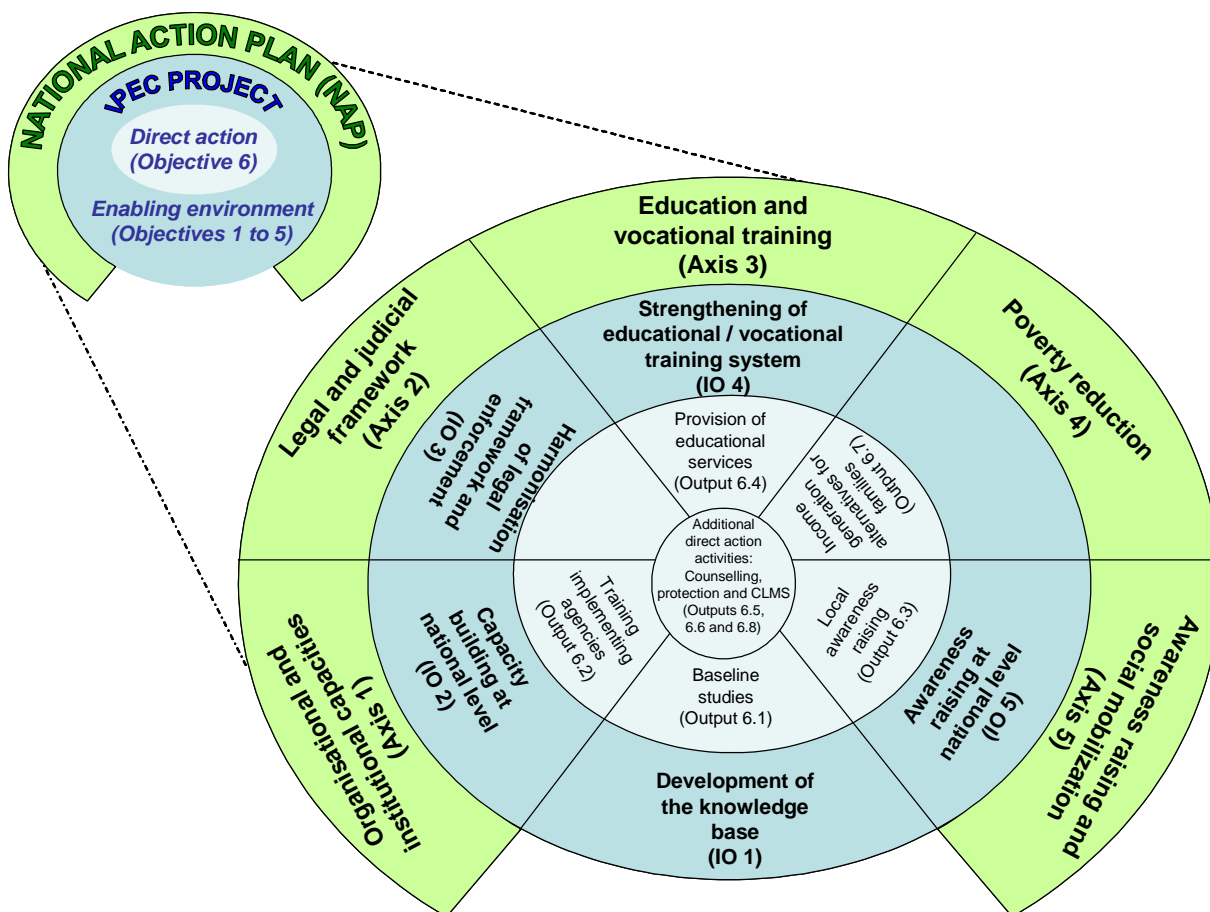 NATIONAL ACTION PLAN (NAP)
IPEC PROJECT
Direct action
(Objective 6)
Enabling environment
(Objectives 1 to 5)
Education and
vocational training
(Axis 3)
Legal and judicial
framework
(Axis 2)
Poverty reduction
(Axis 4)
Organisational and
institutional capacities
(Axis 1)
Awareness raising and
social mobilization
(Axis 5)
Strengthening of
educational / vocational
training system
(IO 4)
Harmonisation
of legal
framework and
enforcement
(IO 3)
Capacity
building at
national level
(IO 2)
Awareness
raising at
national level
(IO 5)
Development of
the knowledge
base
(IO 1)
Provision of
educational
services
(Output 6.4)
Income
generation
alternatives for
families
(Output 6.7)
Training
implementing
agencies
(Output 6.2)
Local
awareness
raising
(Output 6.3)
Baseline
studies
(Output 6.1)
Additional
direct action
activities:
Counselling,
protection and CLMS
(Outputs 6.5,
6.6 and 6.8)